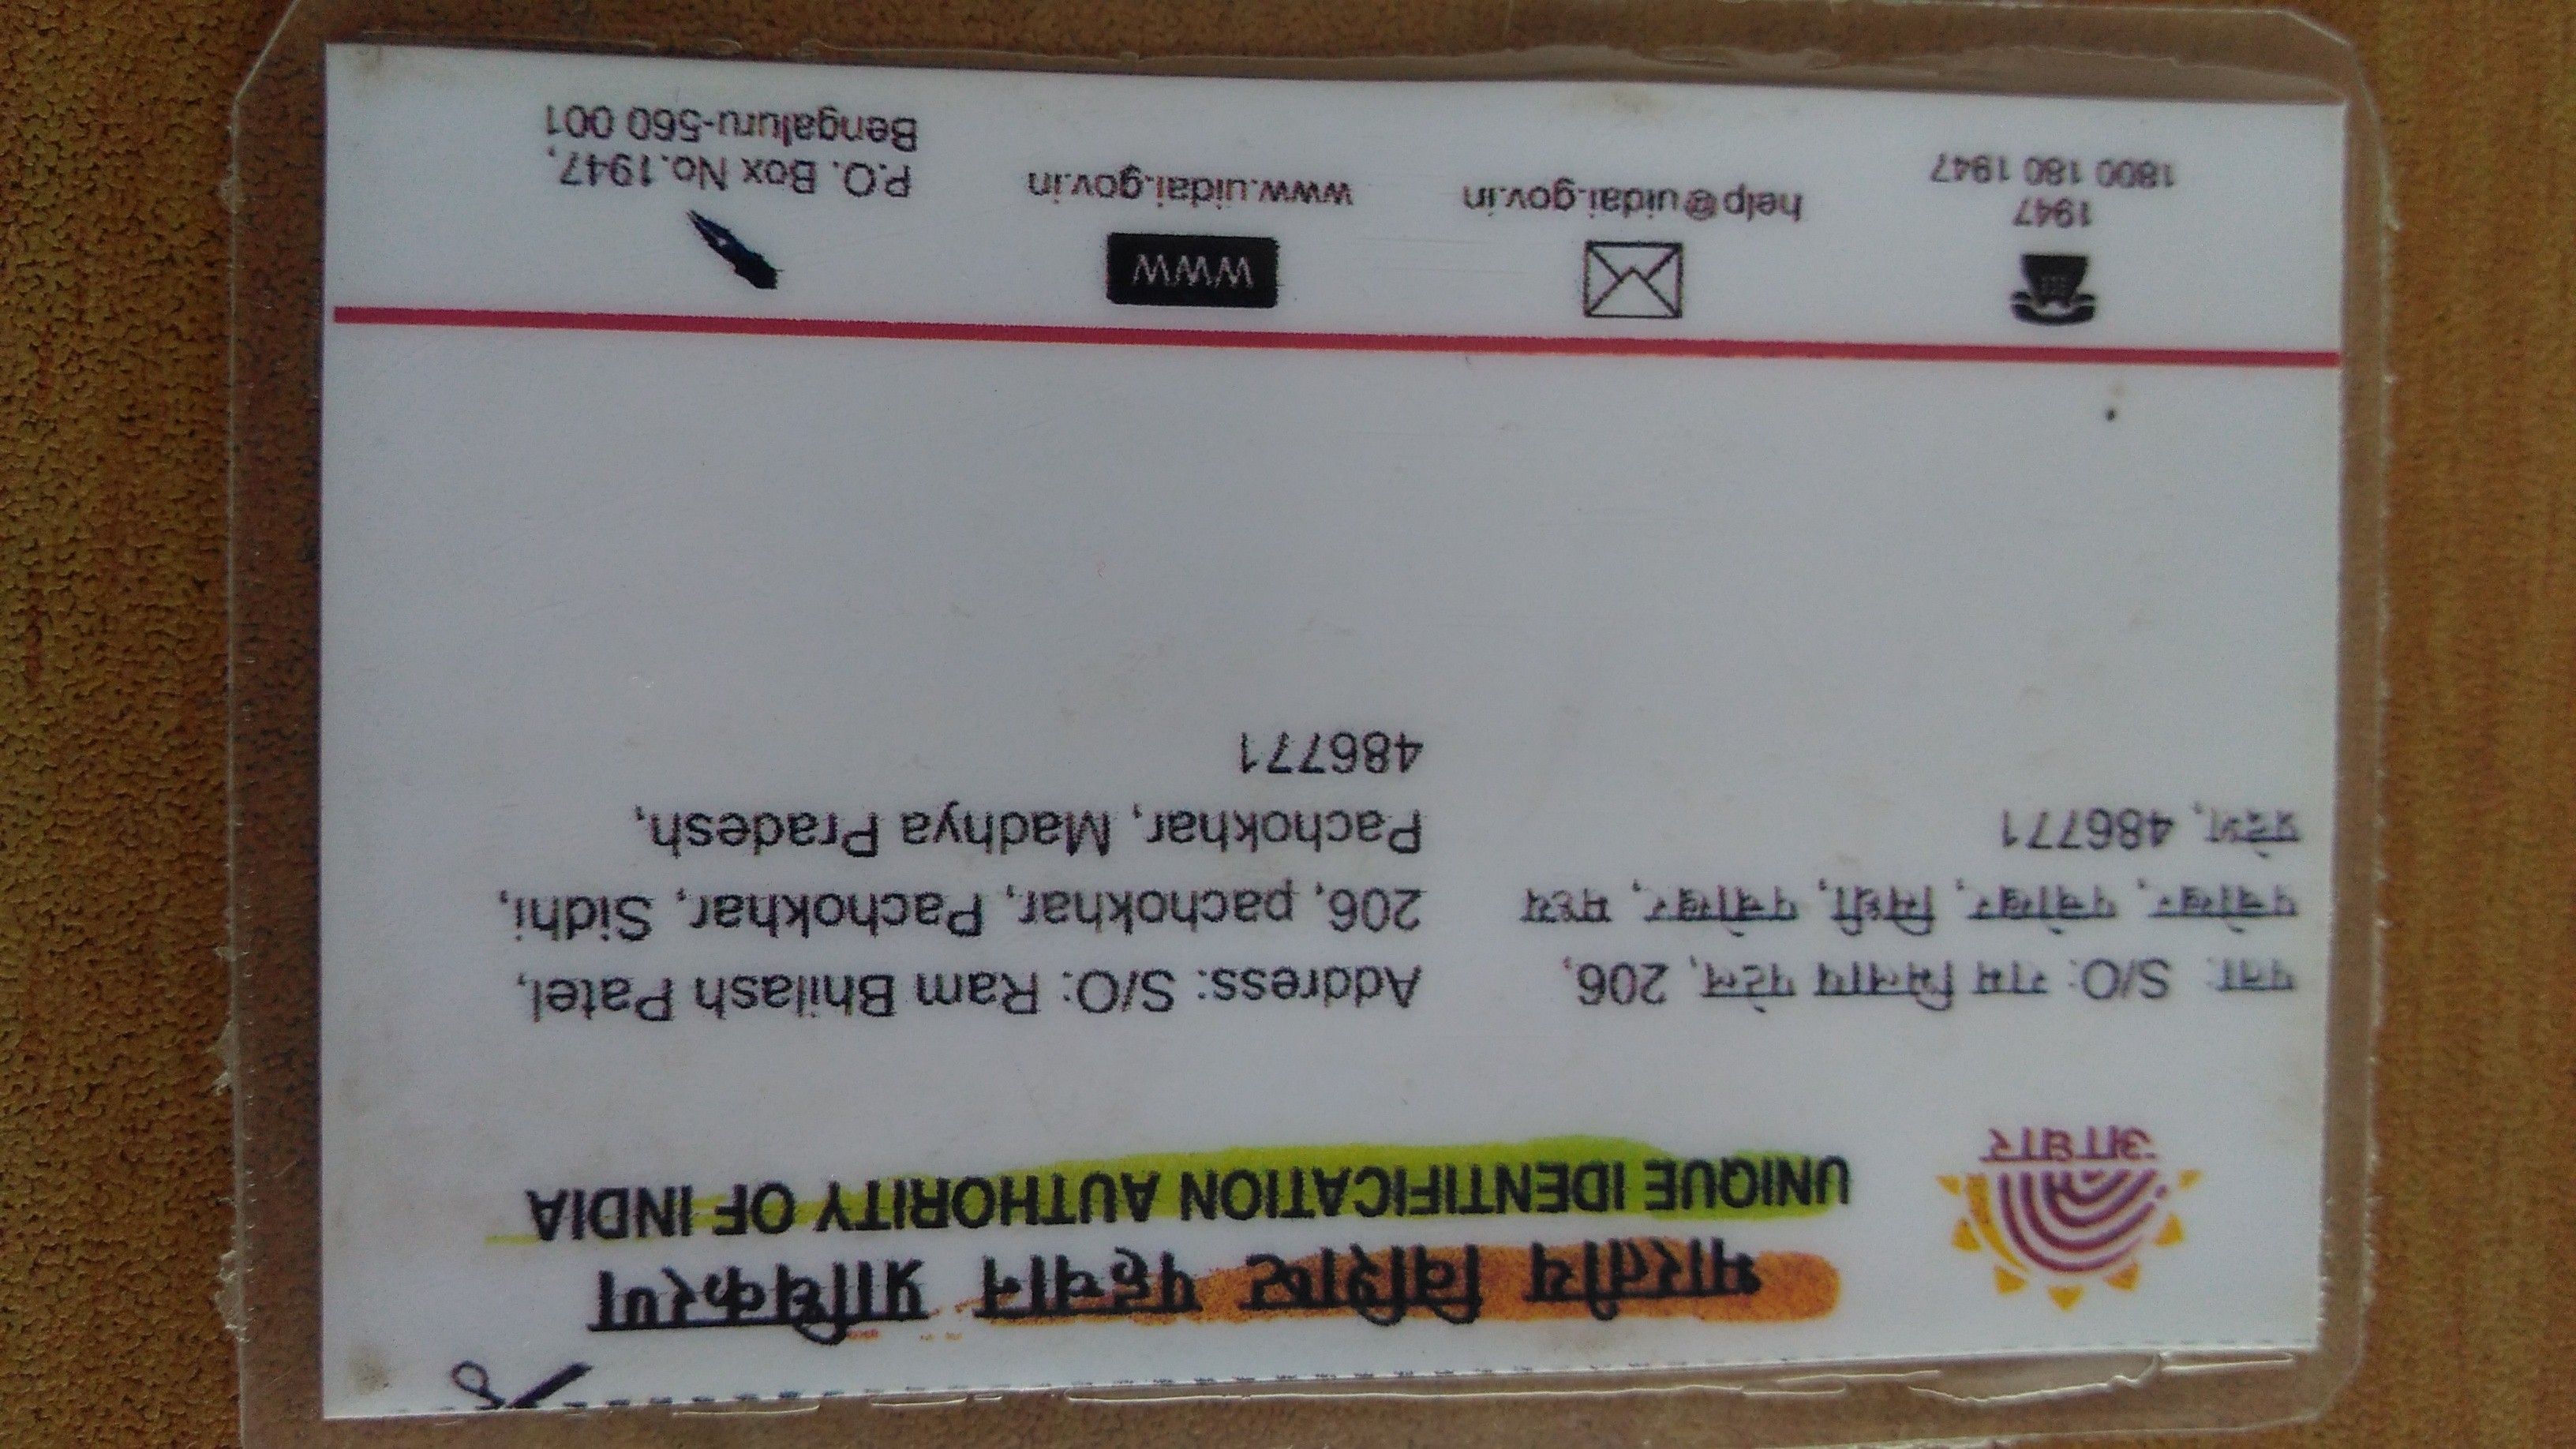 भारतीय विशिष्ट पहचान प्राधिकरण
UNIQUE IDENTIFICATION AUTHORITY OF INDIA
आधार
पता: S/O: राम भिलाष पटेल, 206,
पचोखर, पचोखर, सिधी, पचोखर, मध्य
प्रदेश, 486771
Address: S/O: Ram Bhilash Patel,
206, pachokhar, Pachokhar, Sidhi,
Pachokhar, Madhya Pradesh,
486771
1947
1800 180 1947
help@uidai.gov.in
WWW
www.uidai.gov.in
P.O. Box No.1947,
Bengaluru-560 001